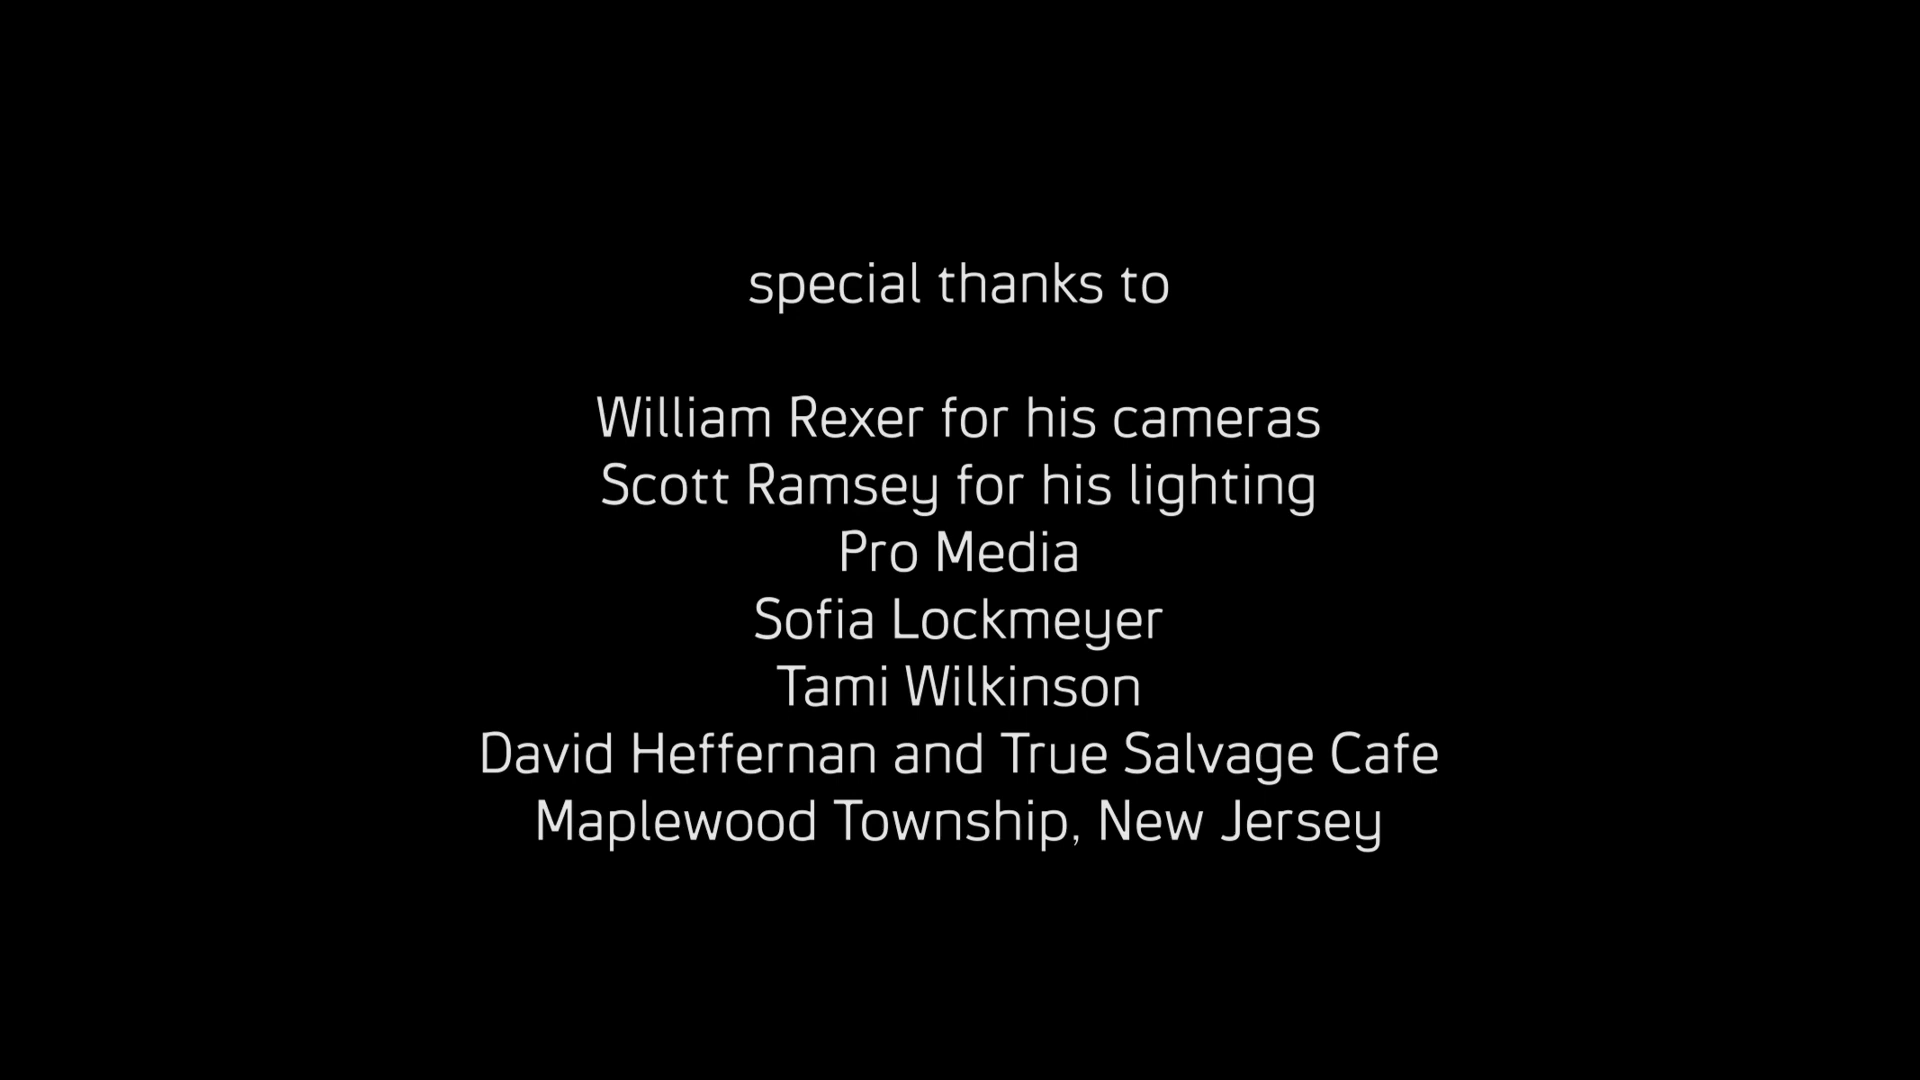 special thanks to
William Rexer for his cameras
Scott Ramsey for his lighting
Pro Media
Sofia Lockmeyer
Tami Wilkinson
David Heffernan and True Salvage Cafe
Maplewood Township, New Jersey